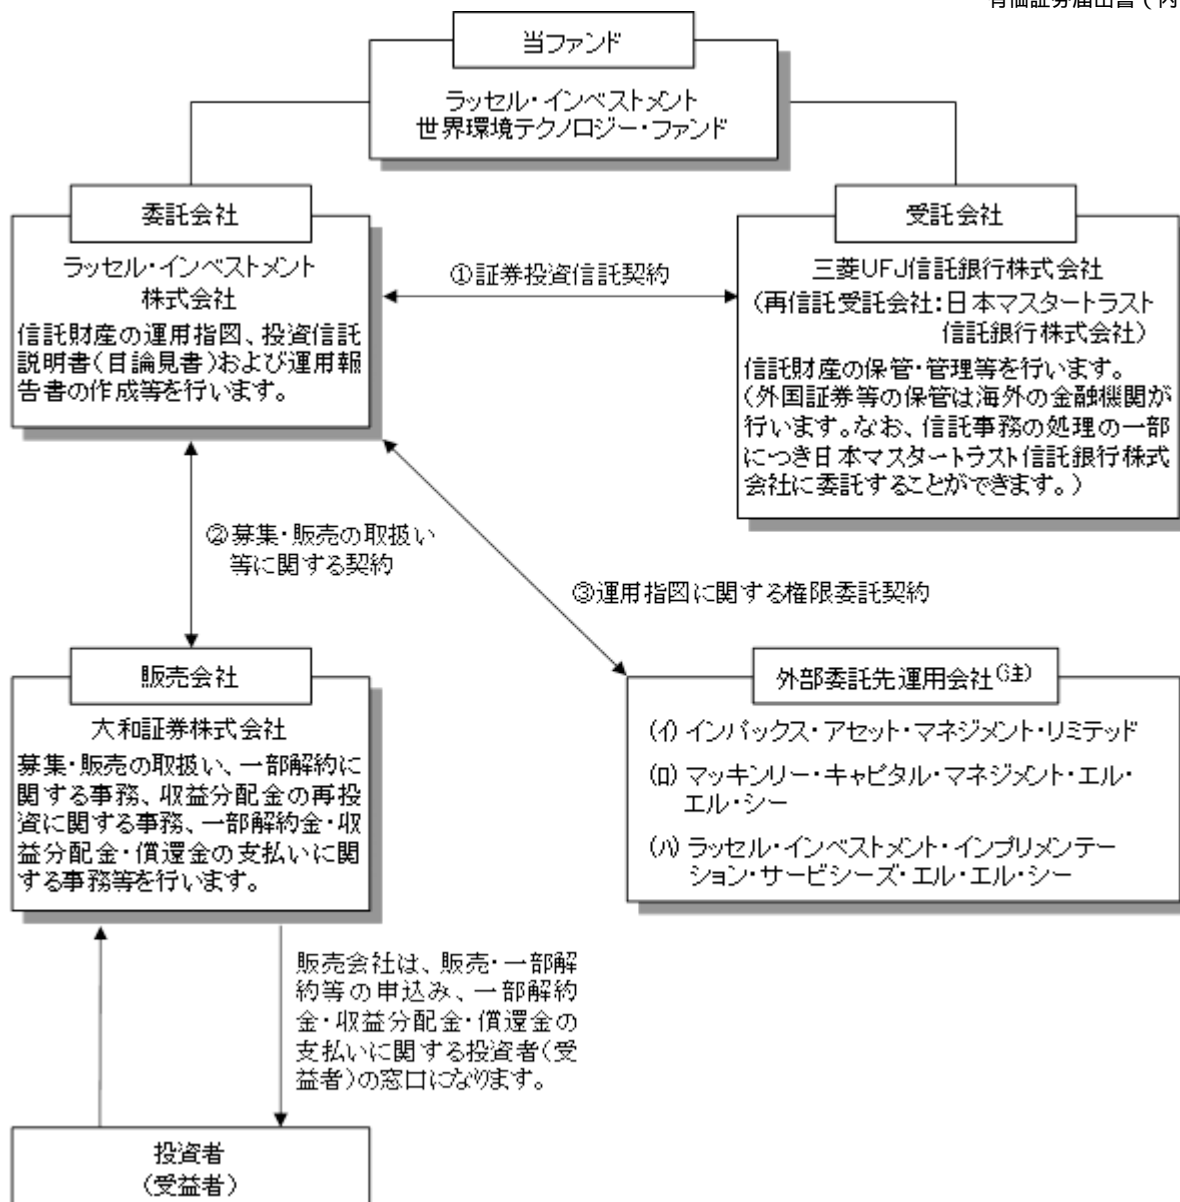 有価証券届出書(内
当ファンド
ラッセル・インベストメント
世界環境テクノロジー・ファンド
委託会社
ラッセル・インベストメント
株式会社
信託財産の運用指図、投資信託
説明書(目論見書)および運用報
告書の作成等を行います。
①証券投資信託契約
受託会社
三菱UFJ信託銀行株式会社
(再信託受託会社:日本マスタートラスト
信託銀行株式会社)
信託財産の保管・管理等を行います。
(外国証券等の保管は海外の金融機関が
行います。なお、信託事務の処理の一部
につき日本マスタートラスト信託銀行株式
会社に委託することができます。)
②募集・販売の取扱い
等に関する契約
③運用指図に関する権限委託契約
販売会社
大和証券株式会社
募集・販売の取扱い、一部解約に
関する事務、収益分配金の再投
資に関する事務、一部解約金・収
益分配金・償還金の支払いに関
する事務等を行います。
外部委託先運用会社(注)
(イ) インパックス・アセット・マネジメント・リミテッド
(ロ) マッキンリー・キャピタル・マネジメント・エル・
エル・シー
(ハ) ラッセル・インベストメント・インプリメンテー
ション・サービシーズ・エル・エル・シー
販売会社は、販売・一部解
約等の申込み、一部解約
金・収益分配金・償還金の
支払いに関する投資者(受
益者)の窓口になります。
投資者
(受益者)